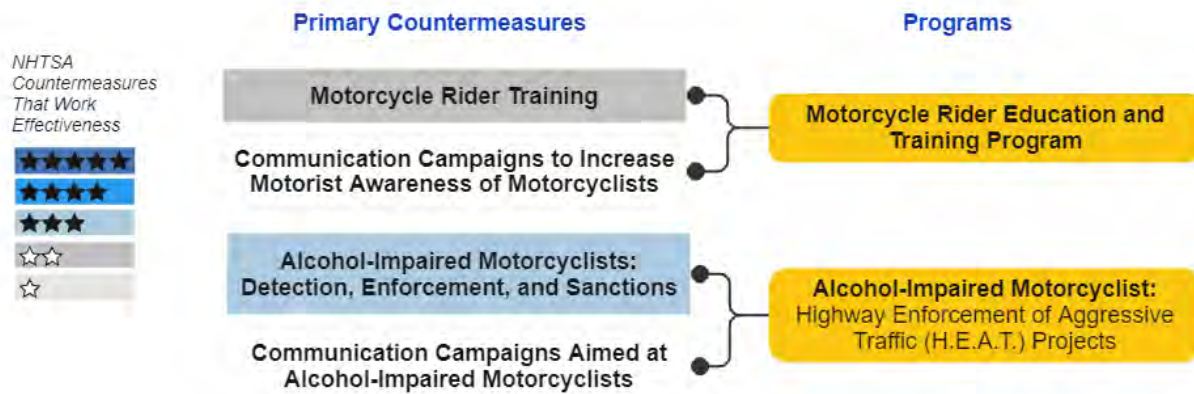 Primary Countermeasures
Programs
NHTSA
Countermeasures
That Work
Effectiveness
Motorcycle Rider Training
Communication Campaigns to Increase
Motorist Awareness of Motorcyclists
Motorcycle Rider Education and
Training Program
Alcohol-Impaired Motorcyclists:
Detection, Enforcement, and Sanctions
Communication Campaigns Aimed at
Alcohol-Impaired Motorcyclists
Alcohol-Impaired Motorcyclist:
Highway Enforcement of Aggressive
Traffic (H.E.A.T.) Projects